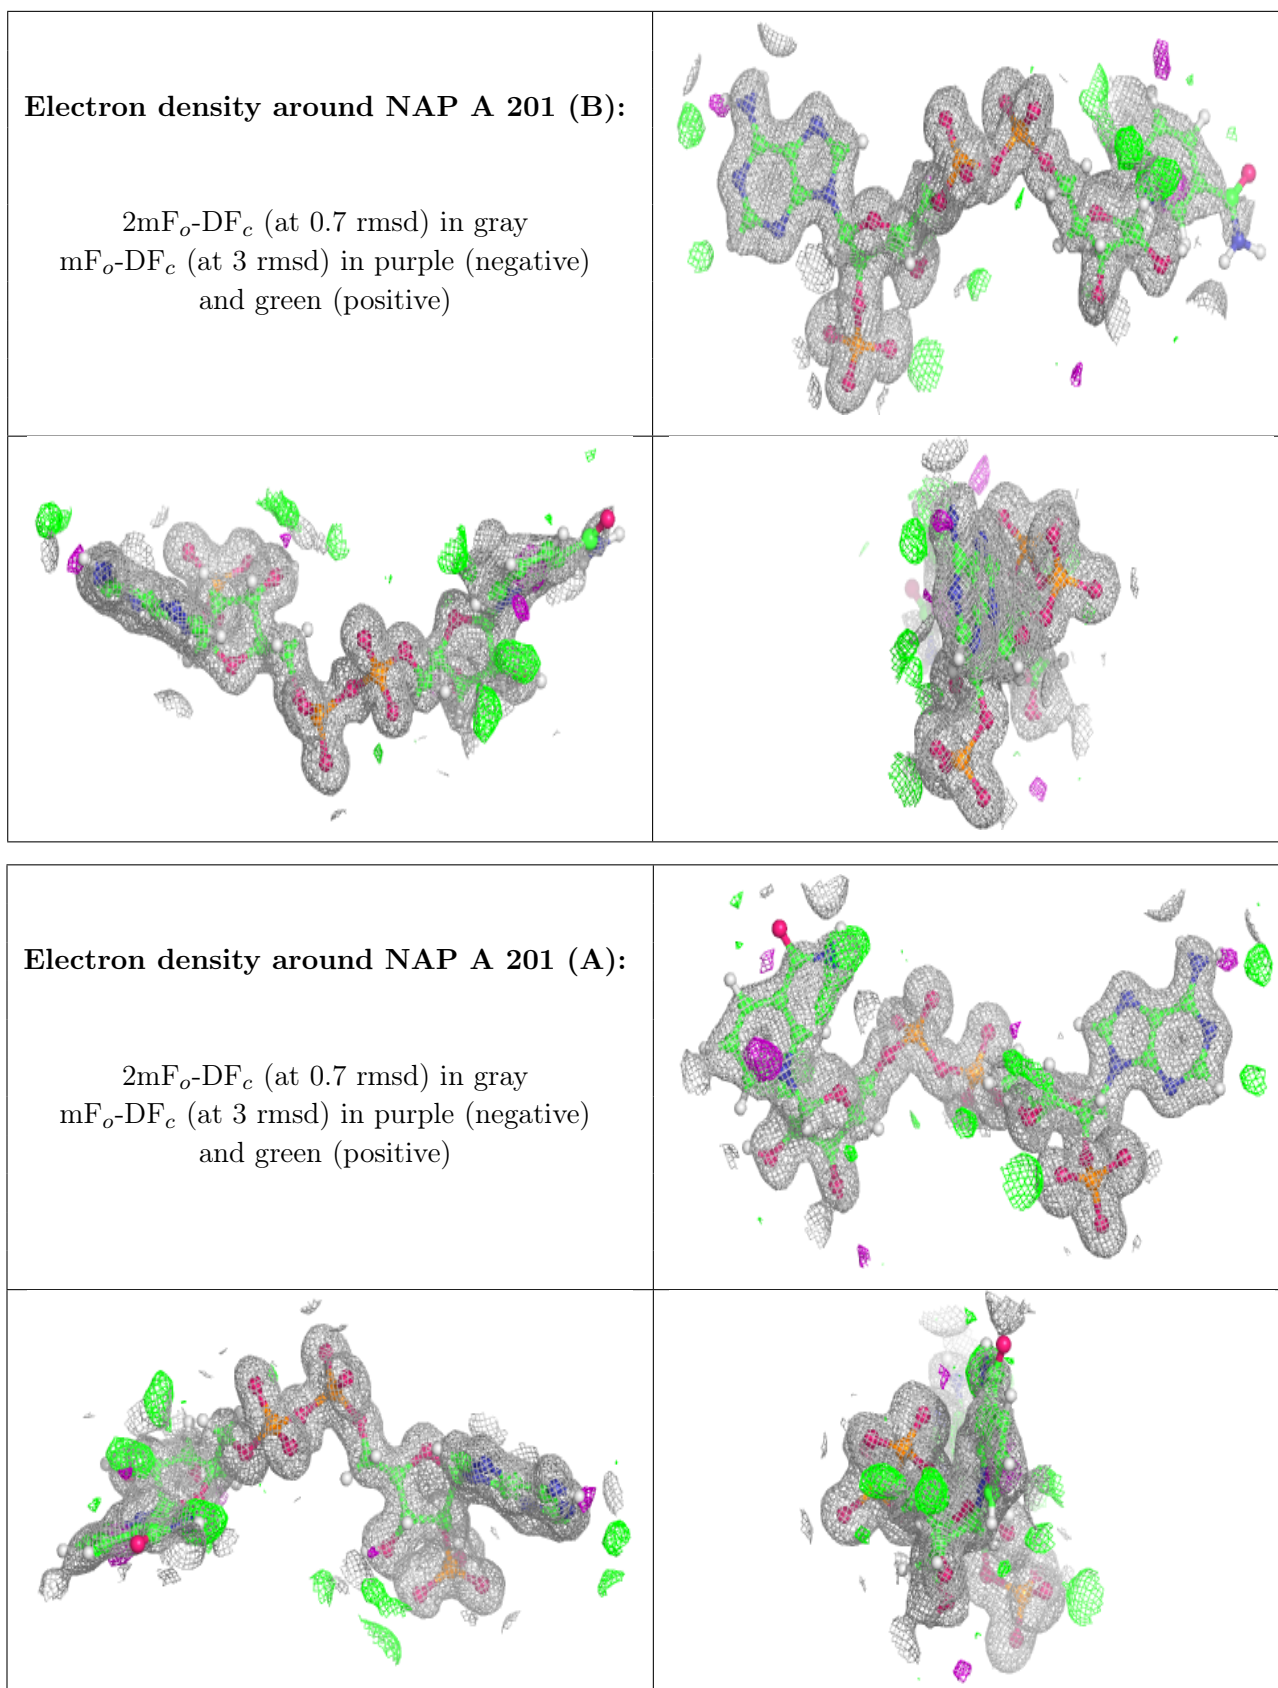 Electron density around NAP A 201 (B):
2mFo-DFc (at 0.7 rmsd) in gray
mFo-DFc (at 3 rmsd) in purple (negative)
and green (positive)
Electron density around NAP A 201 (A):
2mFo-DFc (at 0.7 rmsd) in gray
mFo-DFc (at 3 rmsd) in purple (negative)
and green (positive)